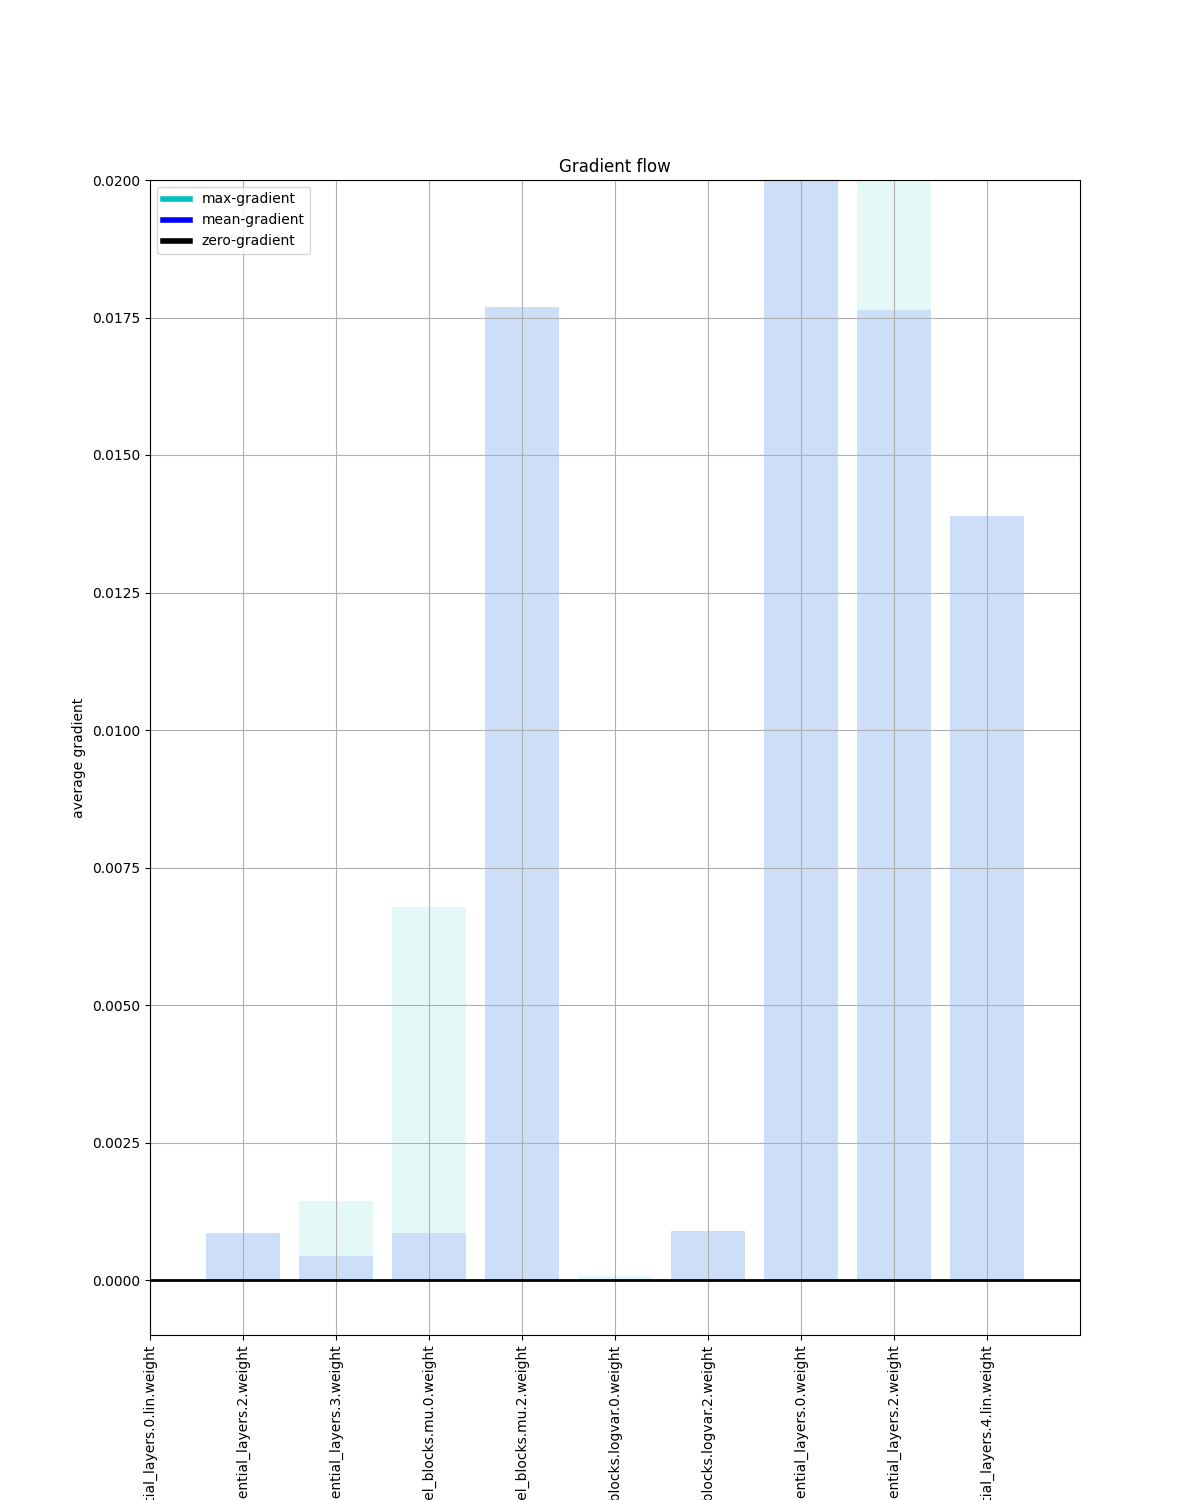 Gradient flow
max-gradient
mean-gradient
zero-gradient
0.0200
0.0175
0.0150
0.0125
0.0100
0.0075
0.0050
0.0025
0.0000
average gradient
tial_layers.0.lin.weight
ential_layers.2.weight
ential_layers.3.weight
el_blocks.mu.0.weight
el_blocks.mu.2.weight
blocks.logvar.0.weight
blocks.logvar.2.weight
ential_layers.0.weight
ential_layers.2.weight
tial_layers.4.lin.weight